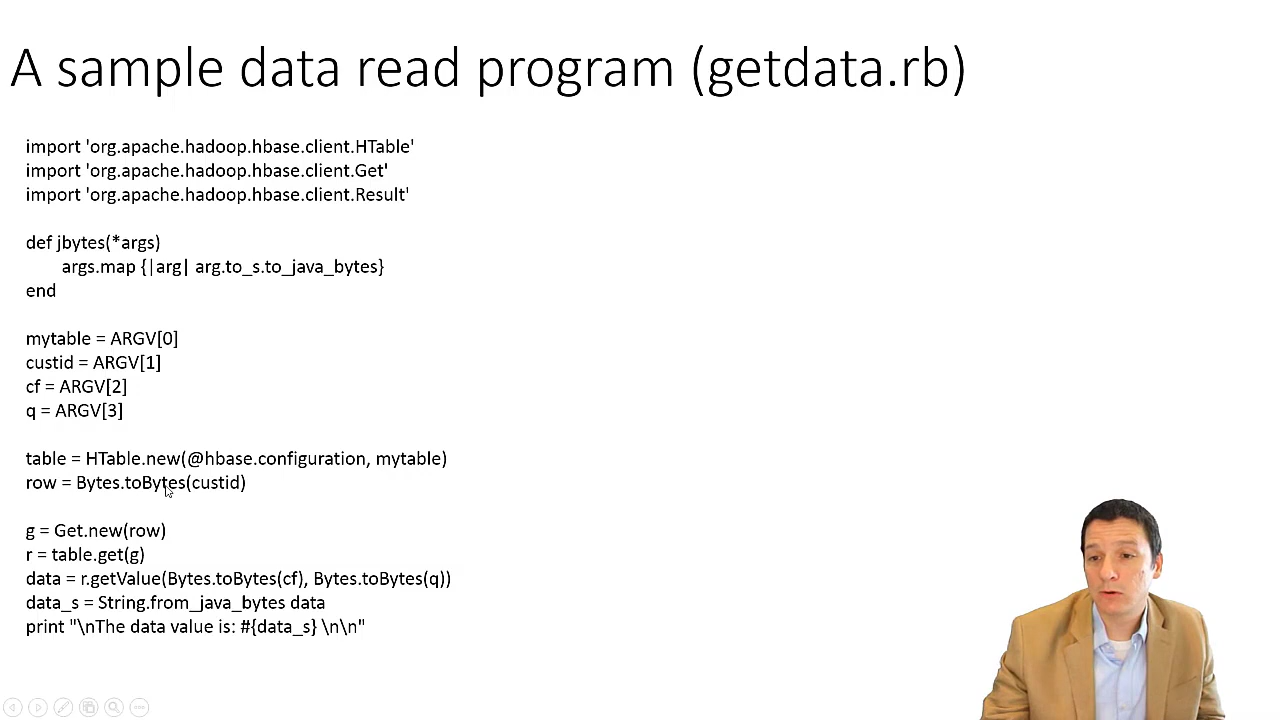 A sample data read program (getdata.rb)
import 'org.apache.hadoop.hbase.client.HTable'
import 'org.apache.hadoop.hbase.client.Get'
import 'org.apache.hadoop.hbase.client.Result'
def jbytes(*args)
args.map {|arg| arg.to_s.to_java_bytes}
end
mytable = ARGV[0]
custid = ARGV[1]
cf = ARGV[2]
q = ARGV[3]
table = HTable.new(@hbase.configuration, mytable)
row = Bytes.toBytes(custid)
g = Get.new(row)
r = table.get(g)
data = r.getValue(Bytes.toBytes(cf), Bytes.toBytes(q))
data_s = String.from_java_bytes data
print "\nThe data value is: #{data_s} \n\n"